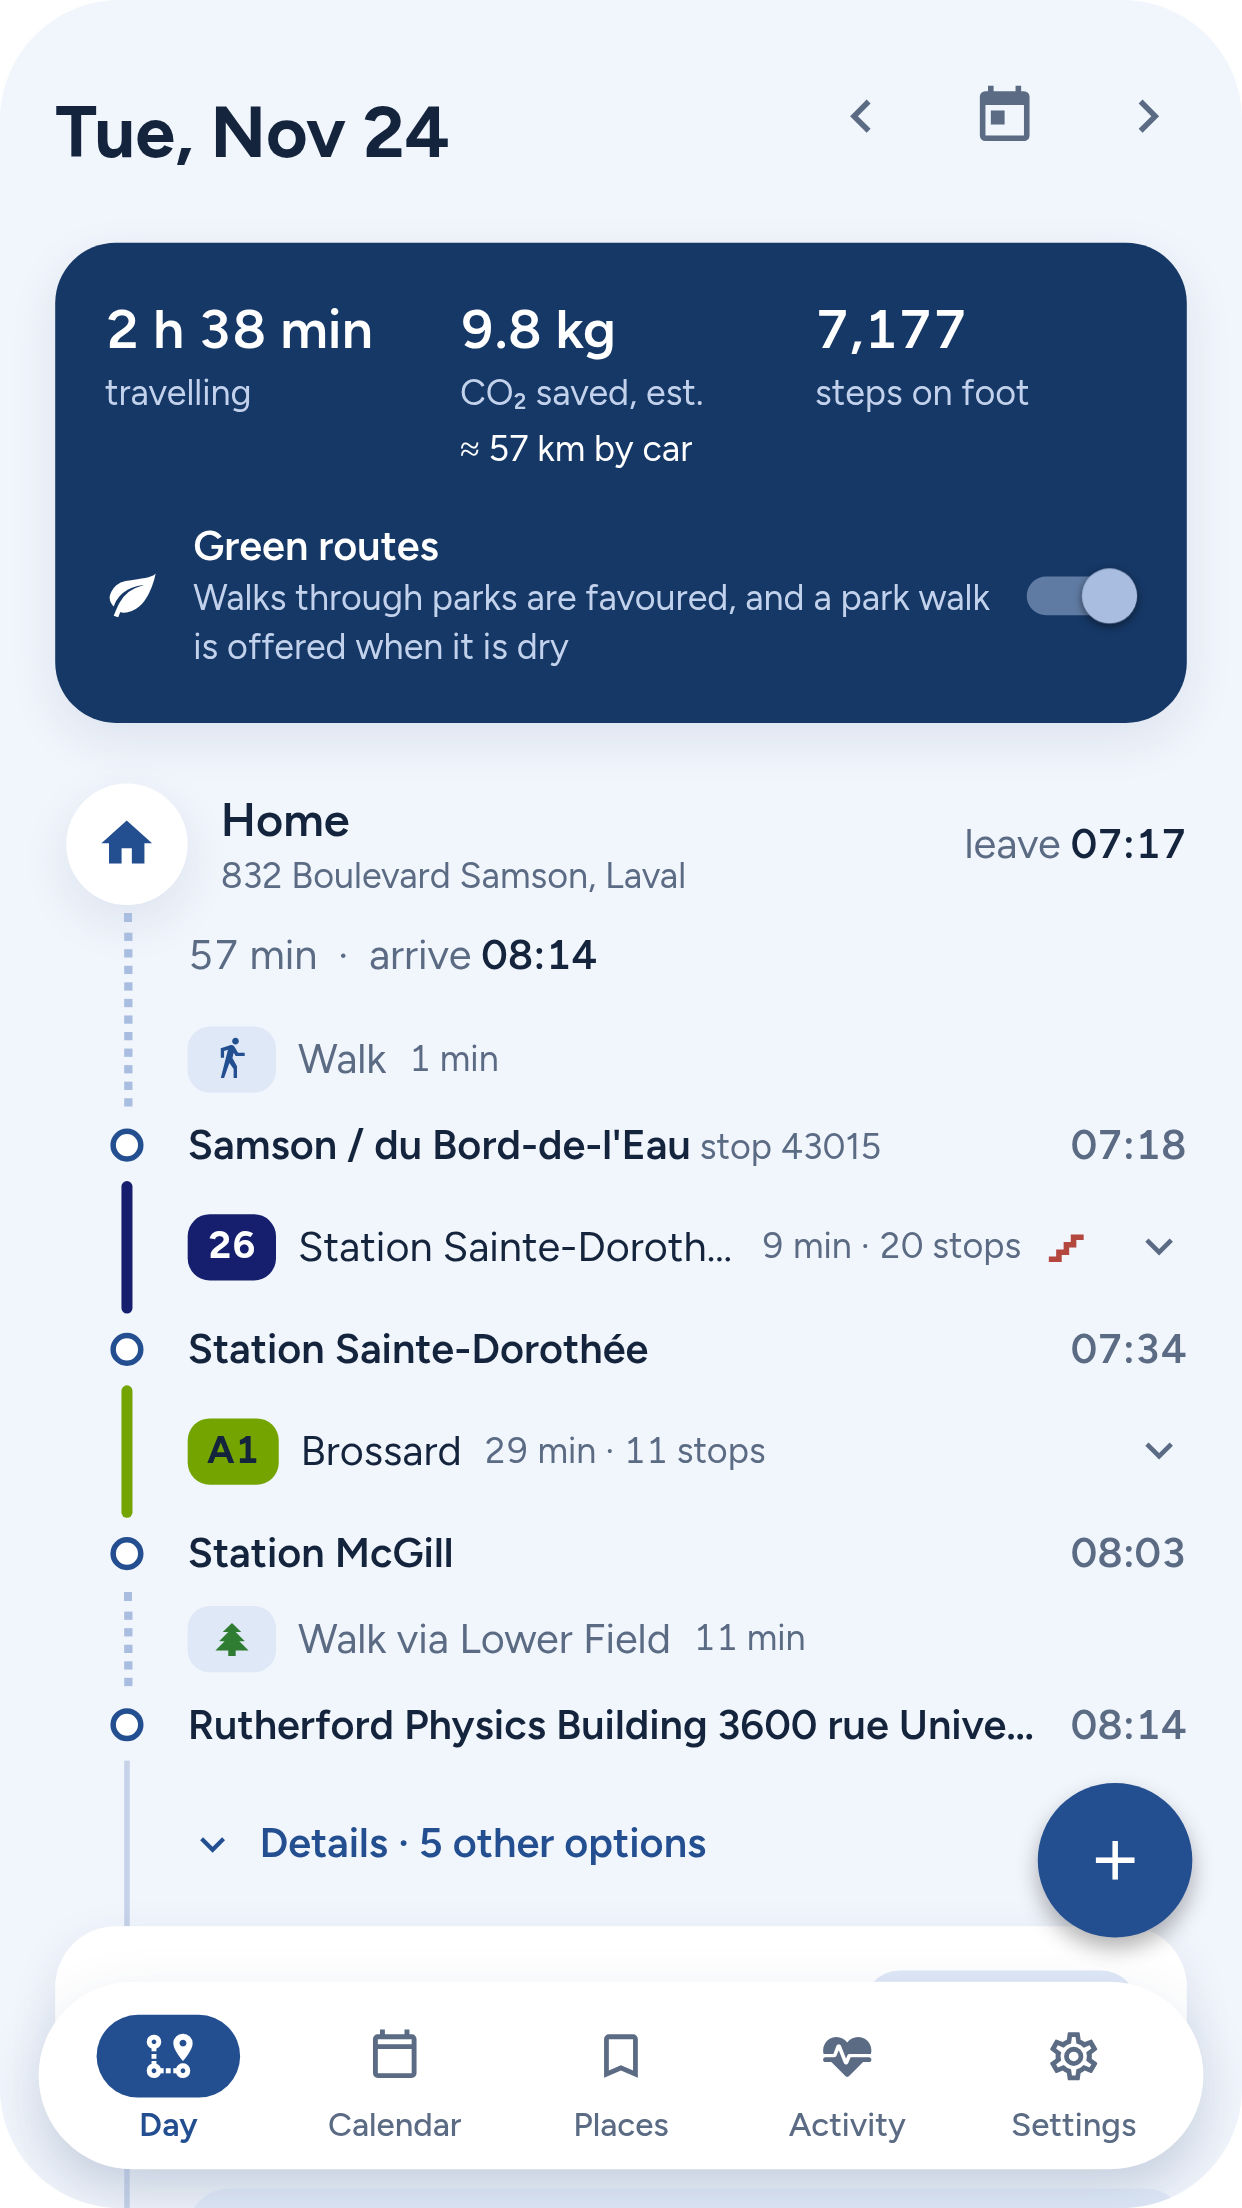 Tue, Nov 24
2 h 38 min
travelling
9.8 kg
CO₂ saved, est.
≈ 57 km by car
7,177
steps on foot
Green routes
Walks through parks are favoured, and a park walk
is offered when it is dry
Home
832 Boulevard Samson, Laval
leave 07:17
57 min · arrive 08:14
Walk 1 min
Samson / du Bord-de-l'Eau stop 43015 07:18
26 Station Sainte-Doroth... 9 min · 20 stops
Station Sainte-Dorothée 07:34
A1 Brossard 29 min · 11 stops
Station McGill 08:03
Walk via Lower Field 11 min
Rutherford Physics Building 3600 rue Unive... 08:14
Details · 5 other options
Day
Calendar
Places
Activity
Settings